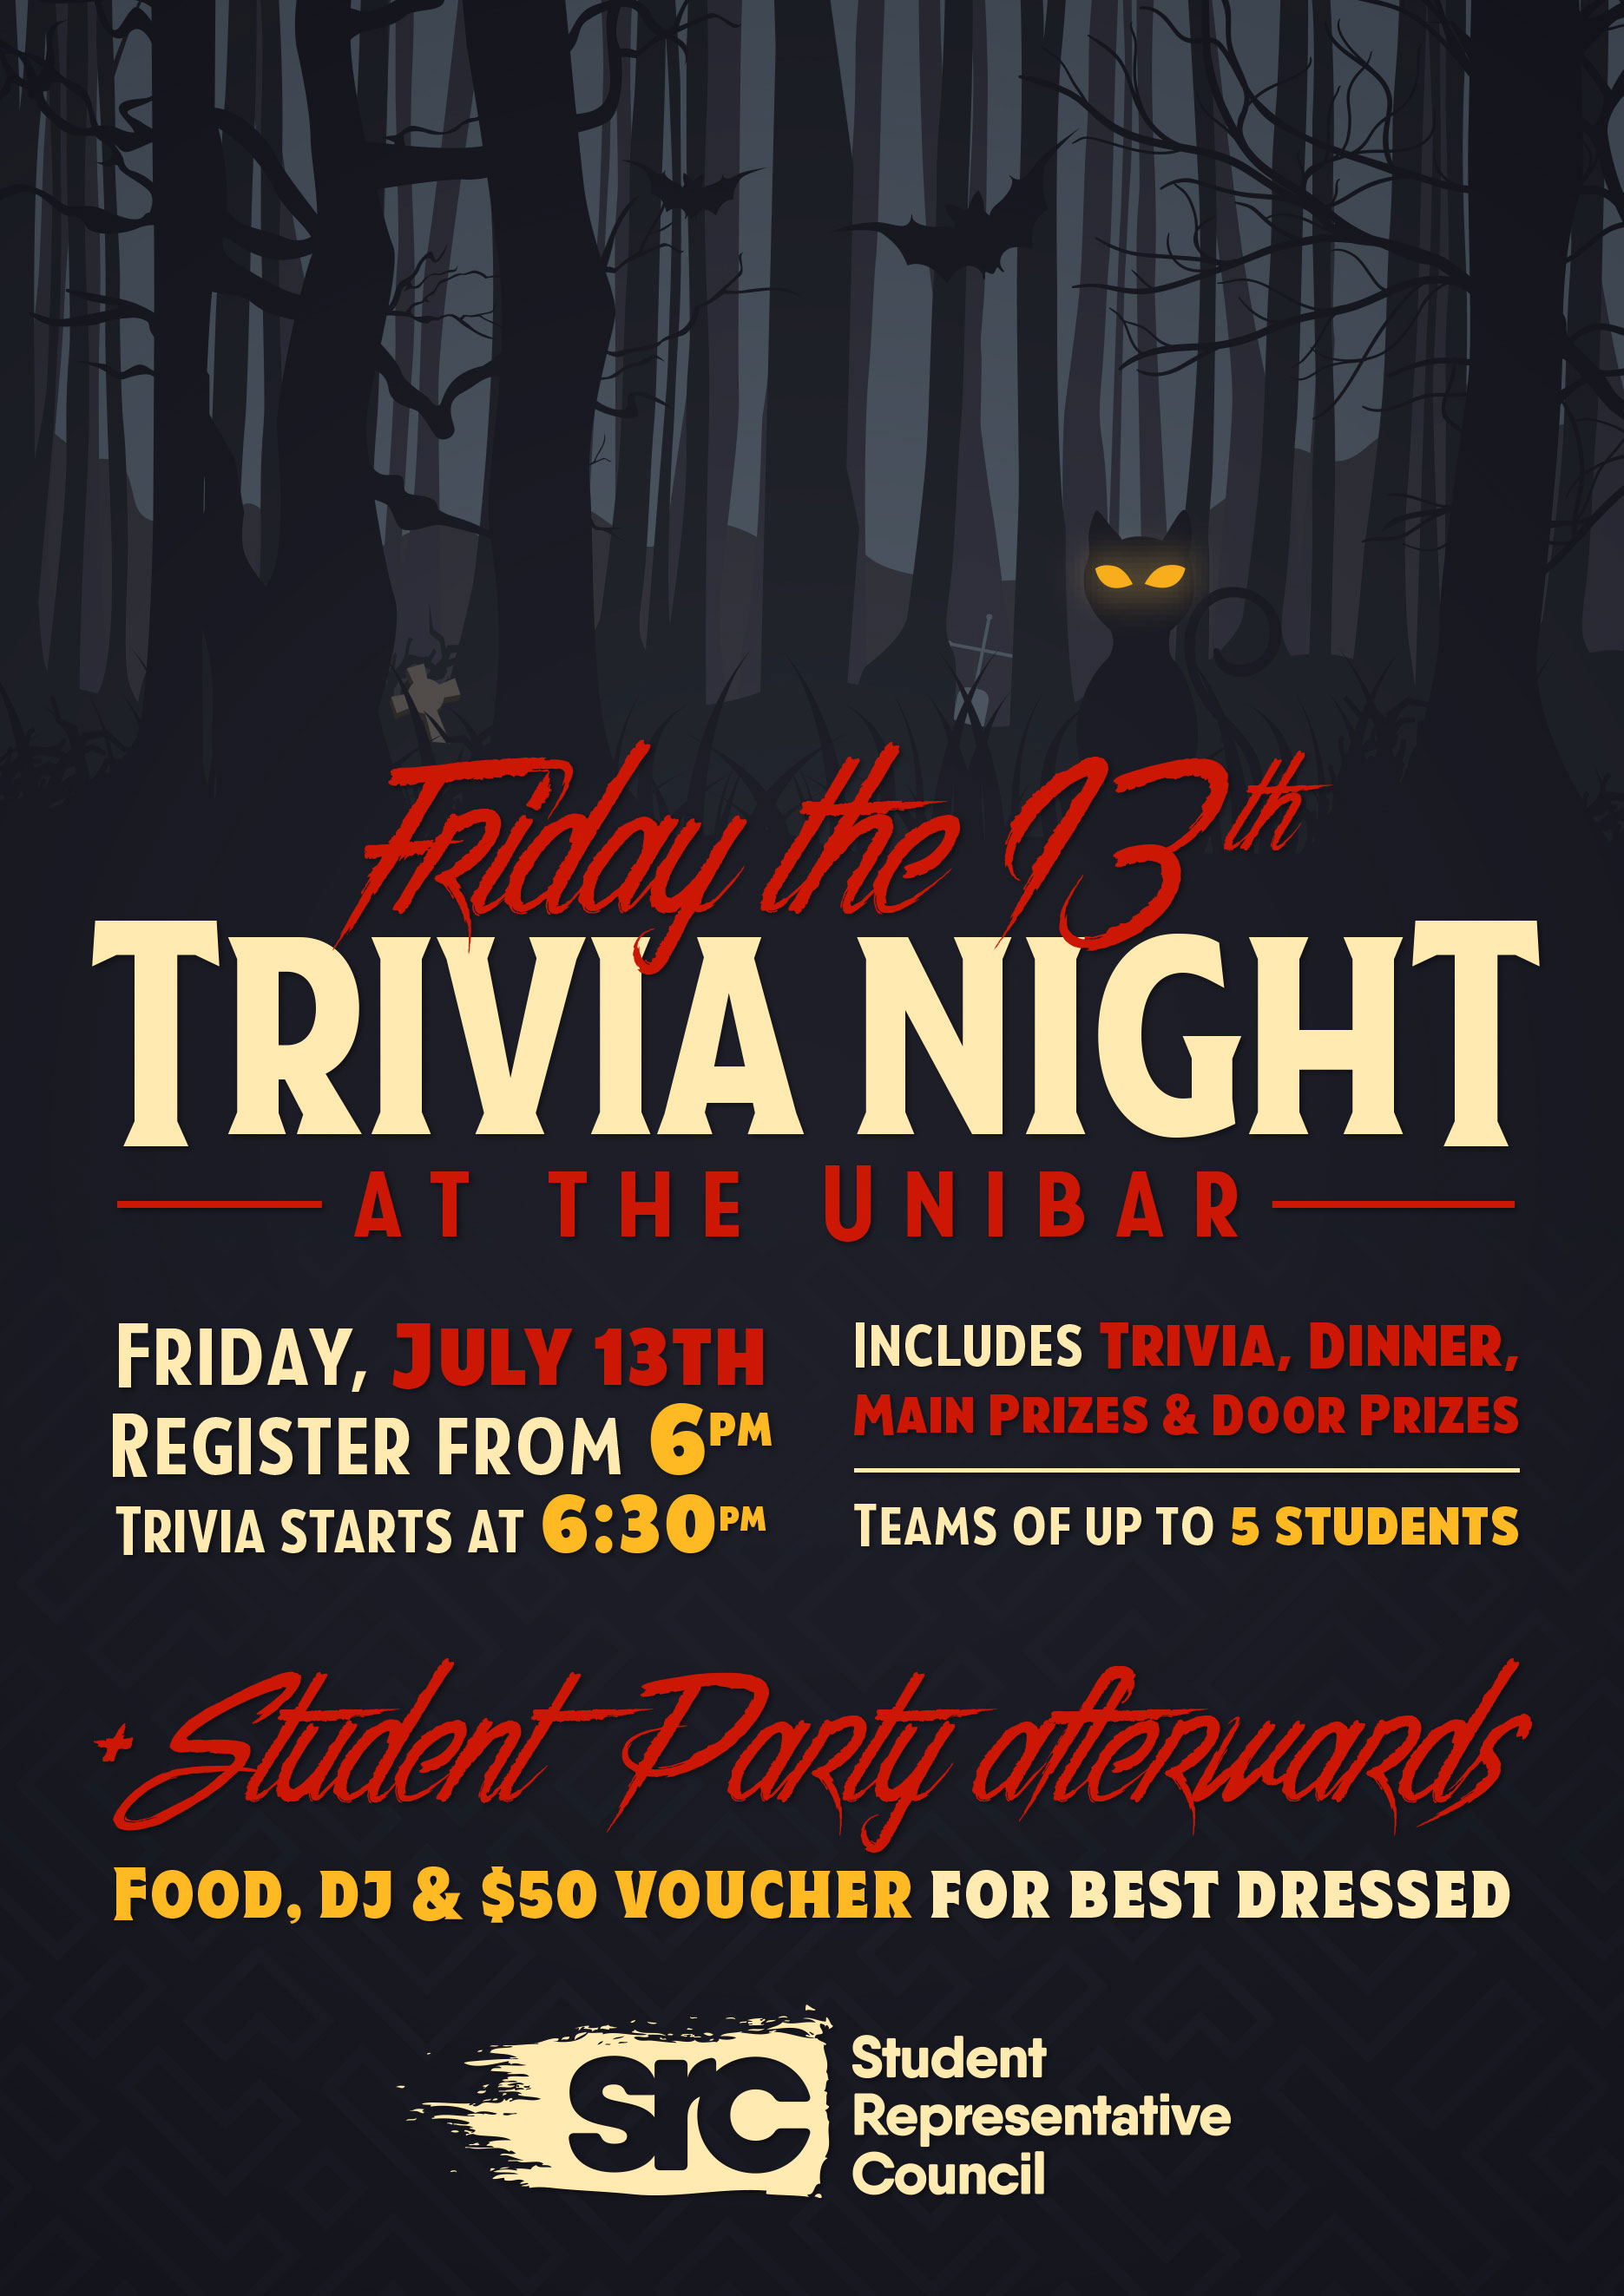 Friday the 13th
TRIVIA NIGHT
AT THE UNIBAR
FRIDAY, JULY 13TH
REGISTER FROM 6PM
TRIVIA STARTS AT 6:30PM
INCLUDES TRIVIA, DINNER,
MAIN PRIZES & DOOR PRIZES
TEAMS OF UP TO 5 STUDENTS
+ Student Party afterwards
FOOD, DJ & $50 VOUCHER FOR BEST DRESSED
src
Student
Representative
Council